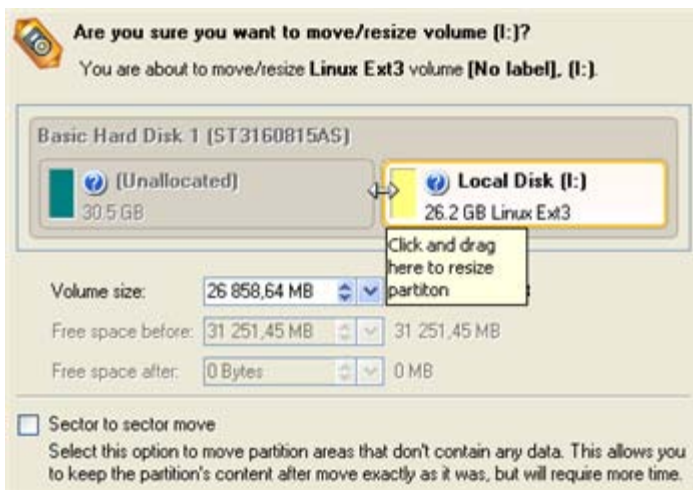 Are you sure you want to move/resize volume (I:)?
You are about to move/resize Linux Ext3 volume [No label], (I:).
Basic Hard Disk 1 (ST3160815AS)
(Unallocated)
30.5 GB
Local Disk (I:)
26.2 GB Linux Ext3
Click and drag
here to resize
partiton
Volume size: 26 858,64 MB
Free space before: 31 251,45 MB 31 251,45 MB
Free space after: 0 Bytes 0 MB
Sector to sector move
Select this option to move partition areas that don't contain any data. This allows you
to keep the partition's content after move exactly as it was, but will require more time.